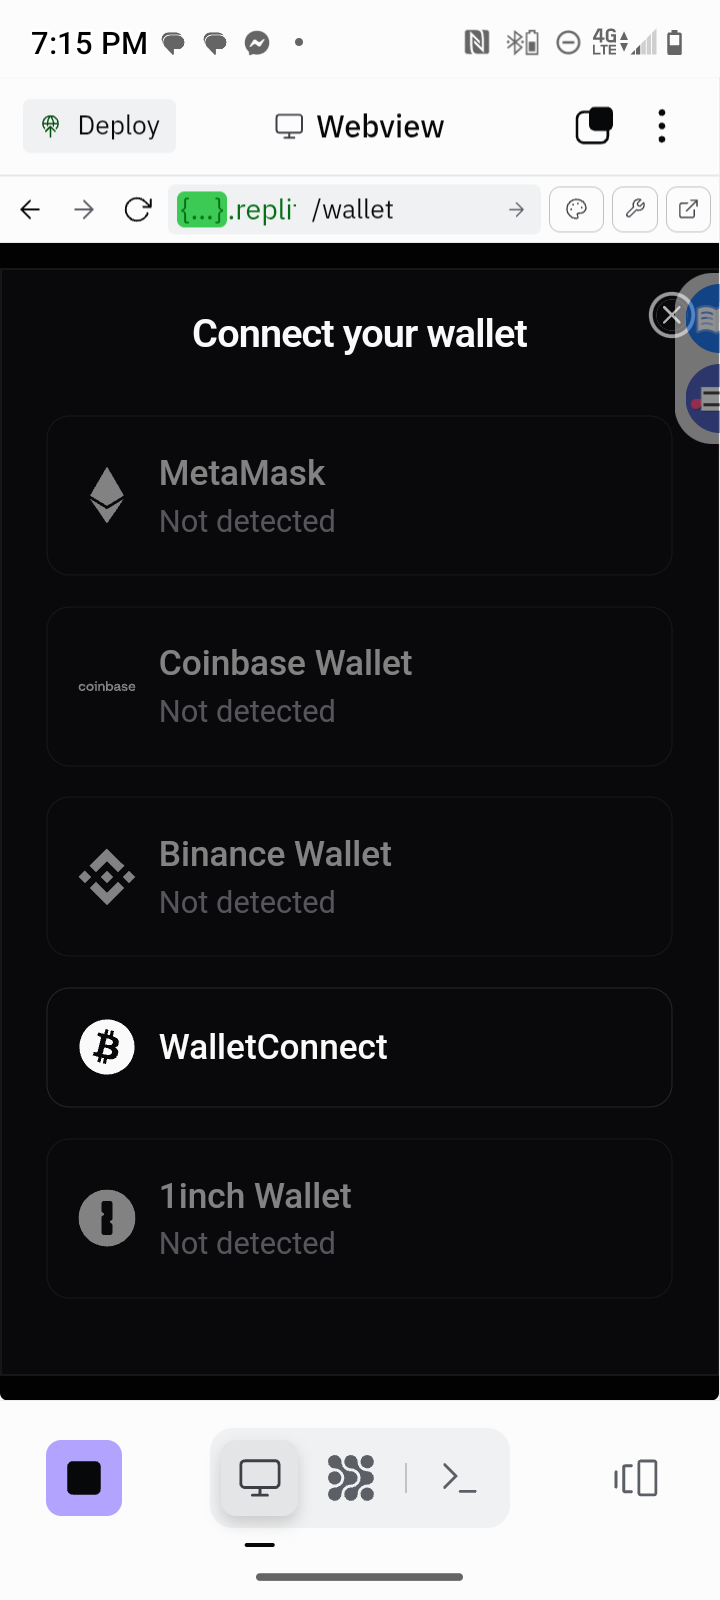 7:15 PM
4G
LTE
Deploy
Webview
{...}.repli /wallet
Connect your wallet
MetaMask
Not detected
coinbase
Coinbase Wallet
Not detected
Binance Wallet
Not detected
WalletConnect
1inch Wallet
Not detected